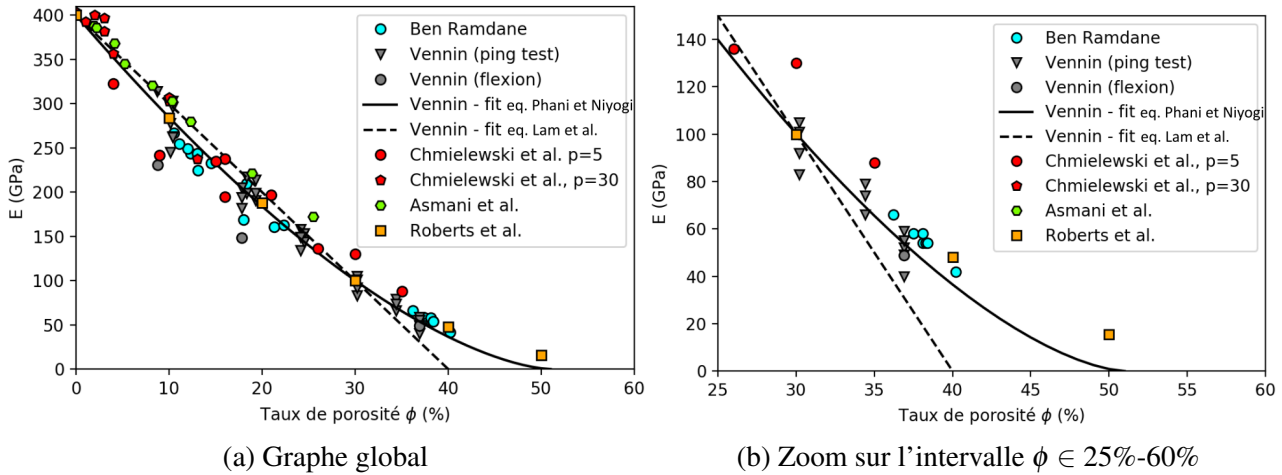 400
350
300
250
200
150
100
50
0
E (GPa)
0 10 20 30 40 50 60
Taux de porosité ϕ (%)
Ben Ramdane
Vennin (ping test)
Vennin (flexion)
Vennin - fit eq. Phani et Niyogi
Vennin - fit eq. Lam et al.
Chmielewski et al. p=5
Chmielewski et al., p=30
Asmani et al.
Roberts et al.
(a) Graphe global
140
120
100
80
60
40
20
0
E (GPa)
25 30 35 40 45 50 55 60
Taux de porosité ϕ (%)
Ben Ramdane
Vennin (ping test)
Vennin (flexion)
Vennin - fit eq. Phani et Niyogi
Vennin - fit eq. Lam et al.
Chmielewski et al., p=5
Chmielewski et al., p=30
Asmani et al.
Roberts et al.
(b) Zoom sur l'intervalle ϕ ∈ 25%-60%